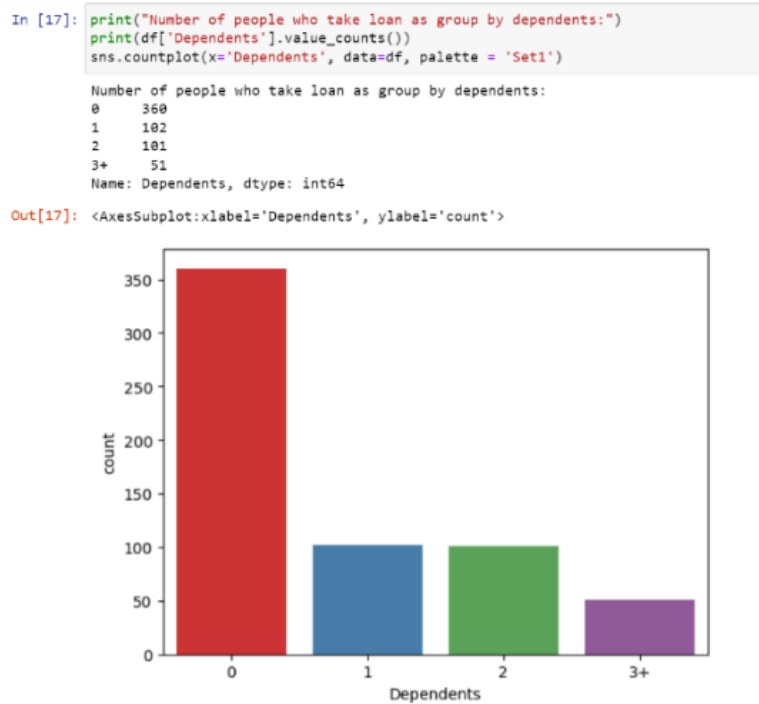 In [17]: print("Number of people who take loan as group by dependents:")
print(df['Dependents'].value_counts())
sns.countplot(x='Dependents', data=df, palette = 'Set1')
Number of people who take loan as group by dependents:
0     360
1     102
2     101
3+     51
Name: Dependents, dtype: int64
Out[17]: <AxesSubplot:xlabel='Dependents', ylabel='count'>
350
300
250
200
150
100
50
0
count
0 1 2 3+
Dependents